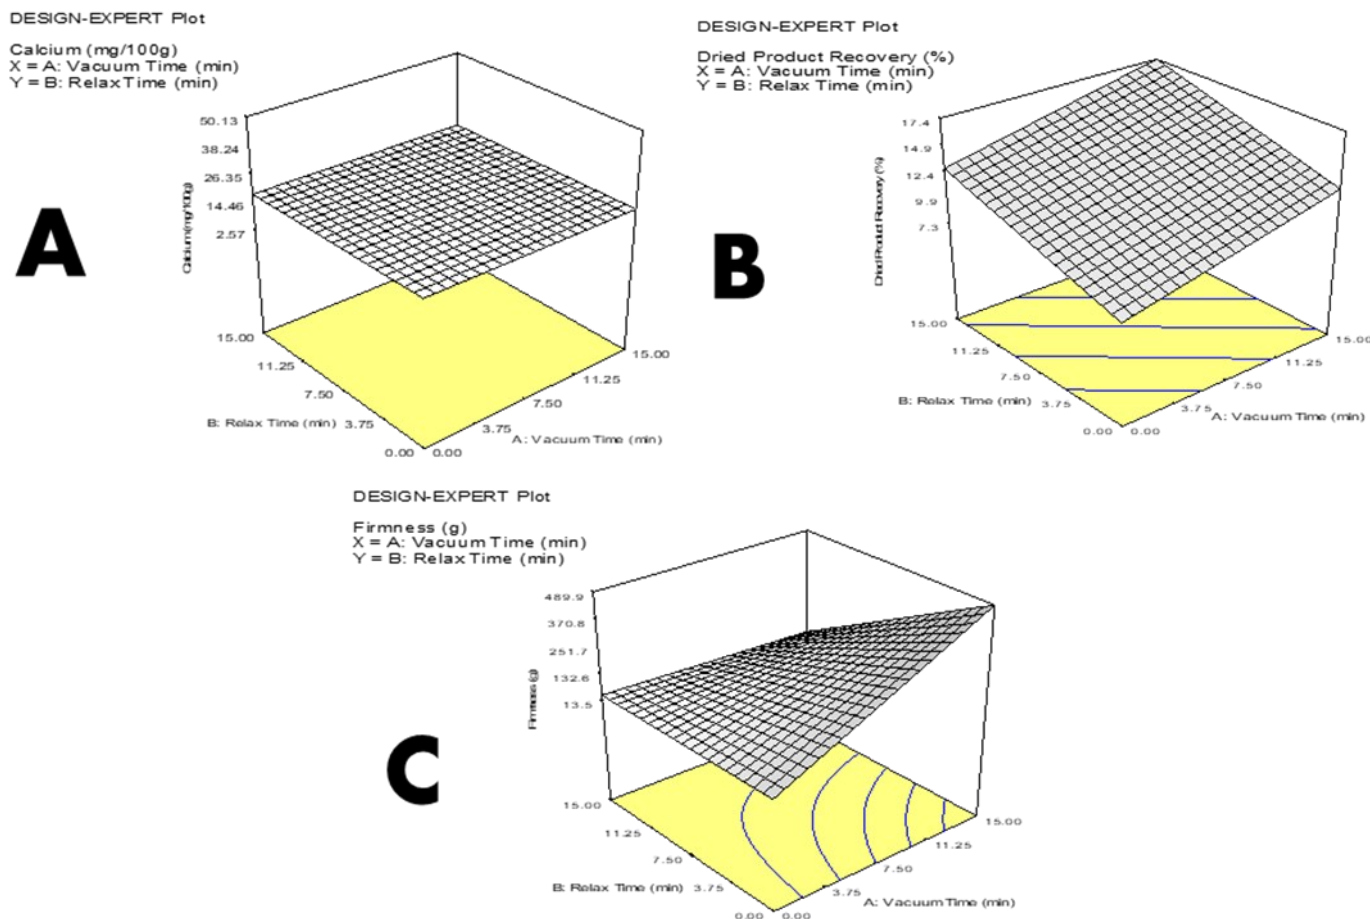 DESIGN-EXPERT Plot
Calcium (mg/100g)
X = A: Vacuum Time (min)
Y = B: Relax Time (min)
50.13
38.24
26.35
14.46
2.57
Calcium (mg/100g)
A
15.00
11.25
7.50
B: Relax Time (min) 3.75
0.00 0.00
3.75
A: Vacuum Time (min)
7.50
11.25
15.00
DESIGN-EXPERT Plot
Dried Product Recovery (%)
X = A: Vacuum Time (min)
Y = B: Relax Time (min)
17.4
14.9
12.4
9.9
7.3
Dried Product Recovery (%)
B
15.00
11.25
7.50
B: Relax Time (min) 3.75
0.00 0.00
3.75
A: Vacuum Time (min)
7.50
11.25
15.00
DESIGN-EXPERT Plot
Firmness (g)
X = A: Vacuum Time (min)
Y = B: Relax Time (min)
489.9
370.8
251.7
132.6
13.5
Firmness (g)
C
15.00
11.25
7.50
B: Relax Time (min) 3.75
0.00 0.00
3.75
A: Vacuum Time (min)
7.50
11.25
15.00